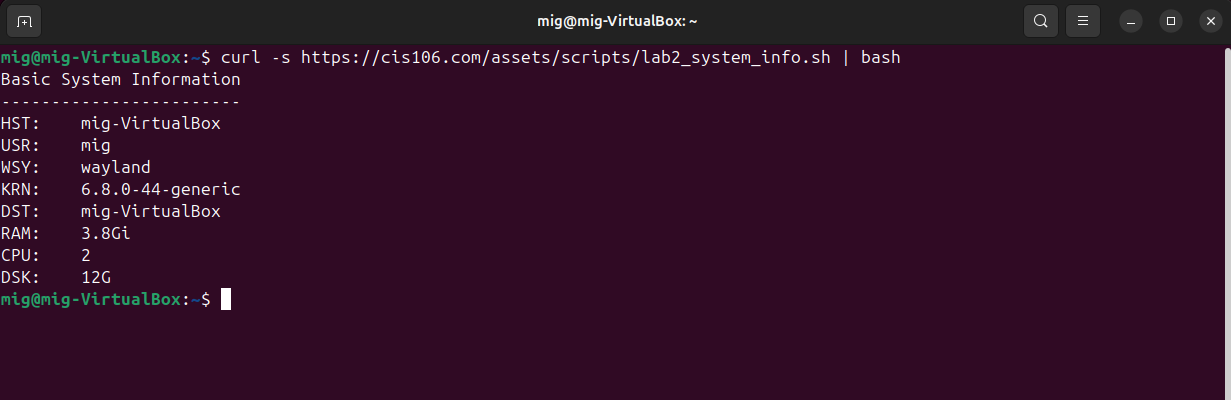 mig@mig-VirtualBox: ~
mig@mig-VirtualBox:~$ curl -s https://cis106.com/assets/scripts/lab2_system_info.sh | bash
Basic System Information
------------------------
HST:    mig-VirtualBox
USR:    mig
WSY:    wayland
KRN:    6.8.0-44-generic
DST:    mig-VirtualBox
RAM:    3.8Gi
CPU:    2
DSK:    12G
mig@mig-VirtualBox:~$